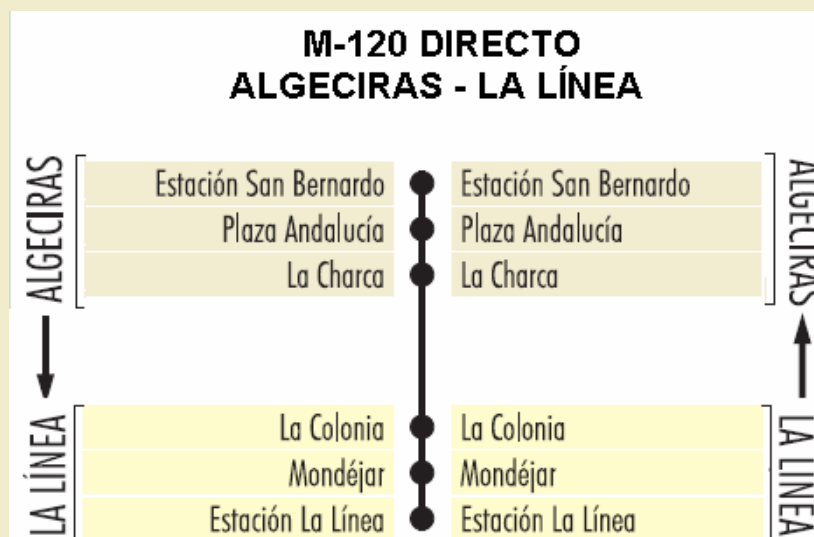 M-120 DIRECTO
ALGECIRAS - LA LÍNEA
ALGECIRAS
Estación San Bernardo
Estación San Bernardo
ALGECIRAS
Plaza Andalucía
Plaza Andalucía
La Charca
La Charca
LA LÍNEA
La Colonia
La Colonia
LA LINEA
Mondéjar
Mondéjar
Estación La Línea
Estación La Línea